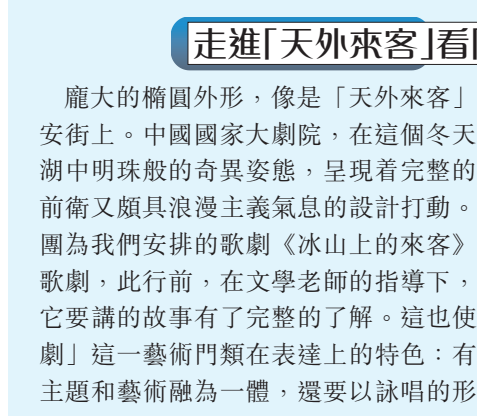 走進「天外來客」看
龐大的橢圓外形，像是「天外來客」
安街上。中國國家大劇院，在這個冬天
湖中明珠般的奇異姿態，呈現着完整的
前衛又頗具浪漫主義氣息的設計打動。
團為我們安排的歌劇《冰山上的來客》
歌劇，此行前，在文學老師的指導下，
它要講的故事有了完整的了解。這也使
劇」這一藝術門類在表達上的特色：有
主題和藝術融為一體，還要以詠唱的形